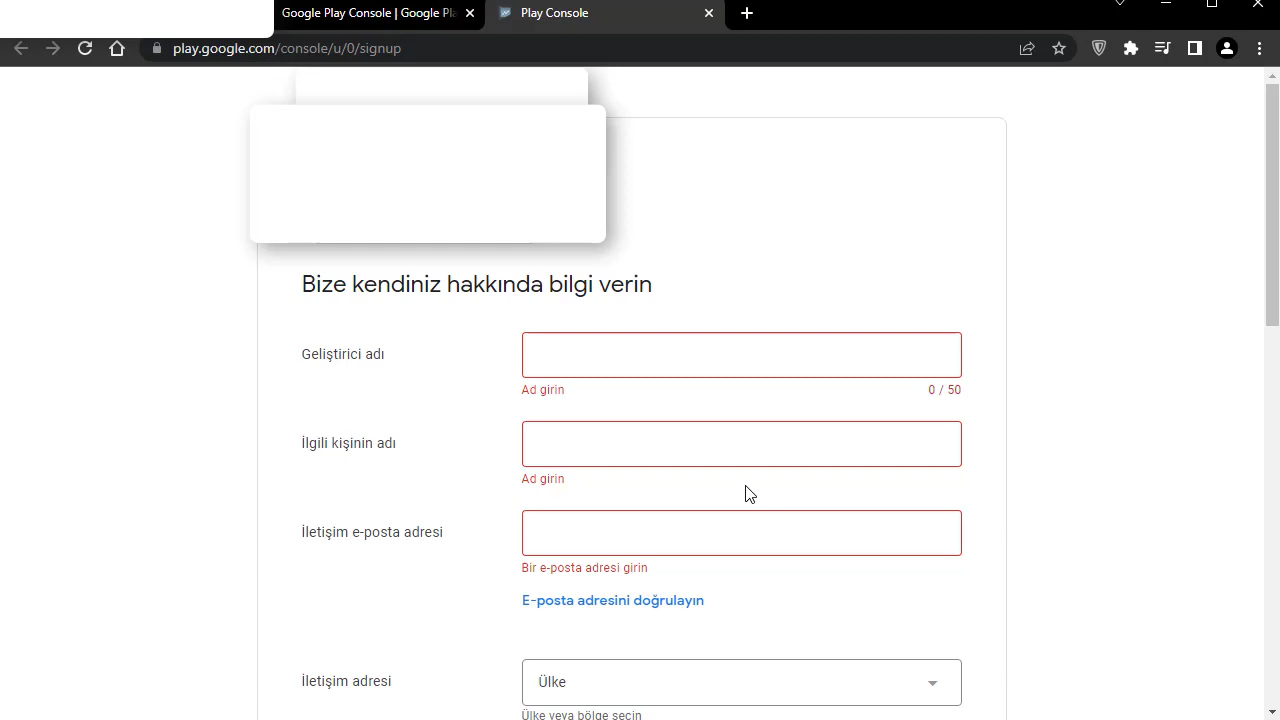 Google Play Console | Google Pla
Play Console
play.google.com/console/u/0/signup
Bize kendiniz hakkında bilgi verin
Geliştirici adı
Ad girin
0 / 50
İlgili kişinin adı
Ad girin
İletişim e-posta adresi
Bir e-posta adresi girin
E-posta adresini doğrulayın
İletişim adresi
Ülke
Ülke veya bölge seçin